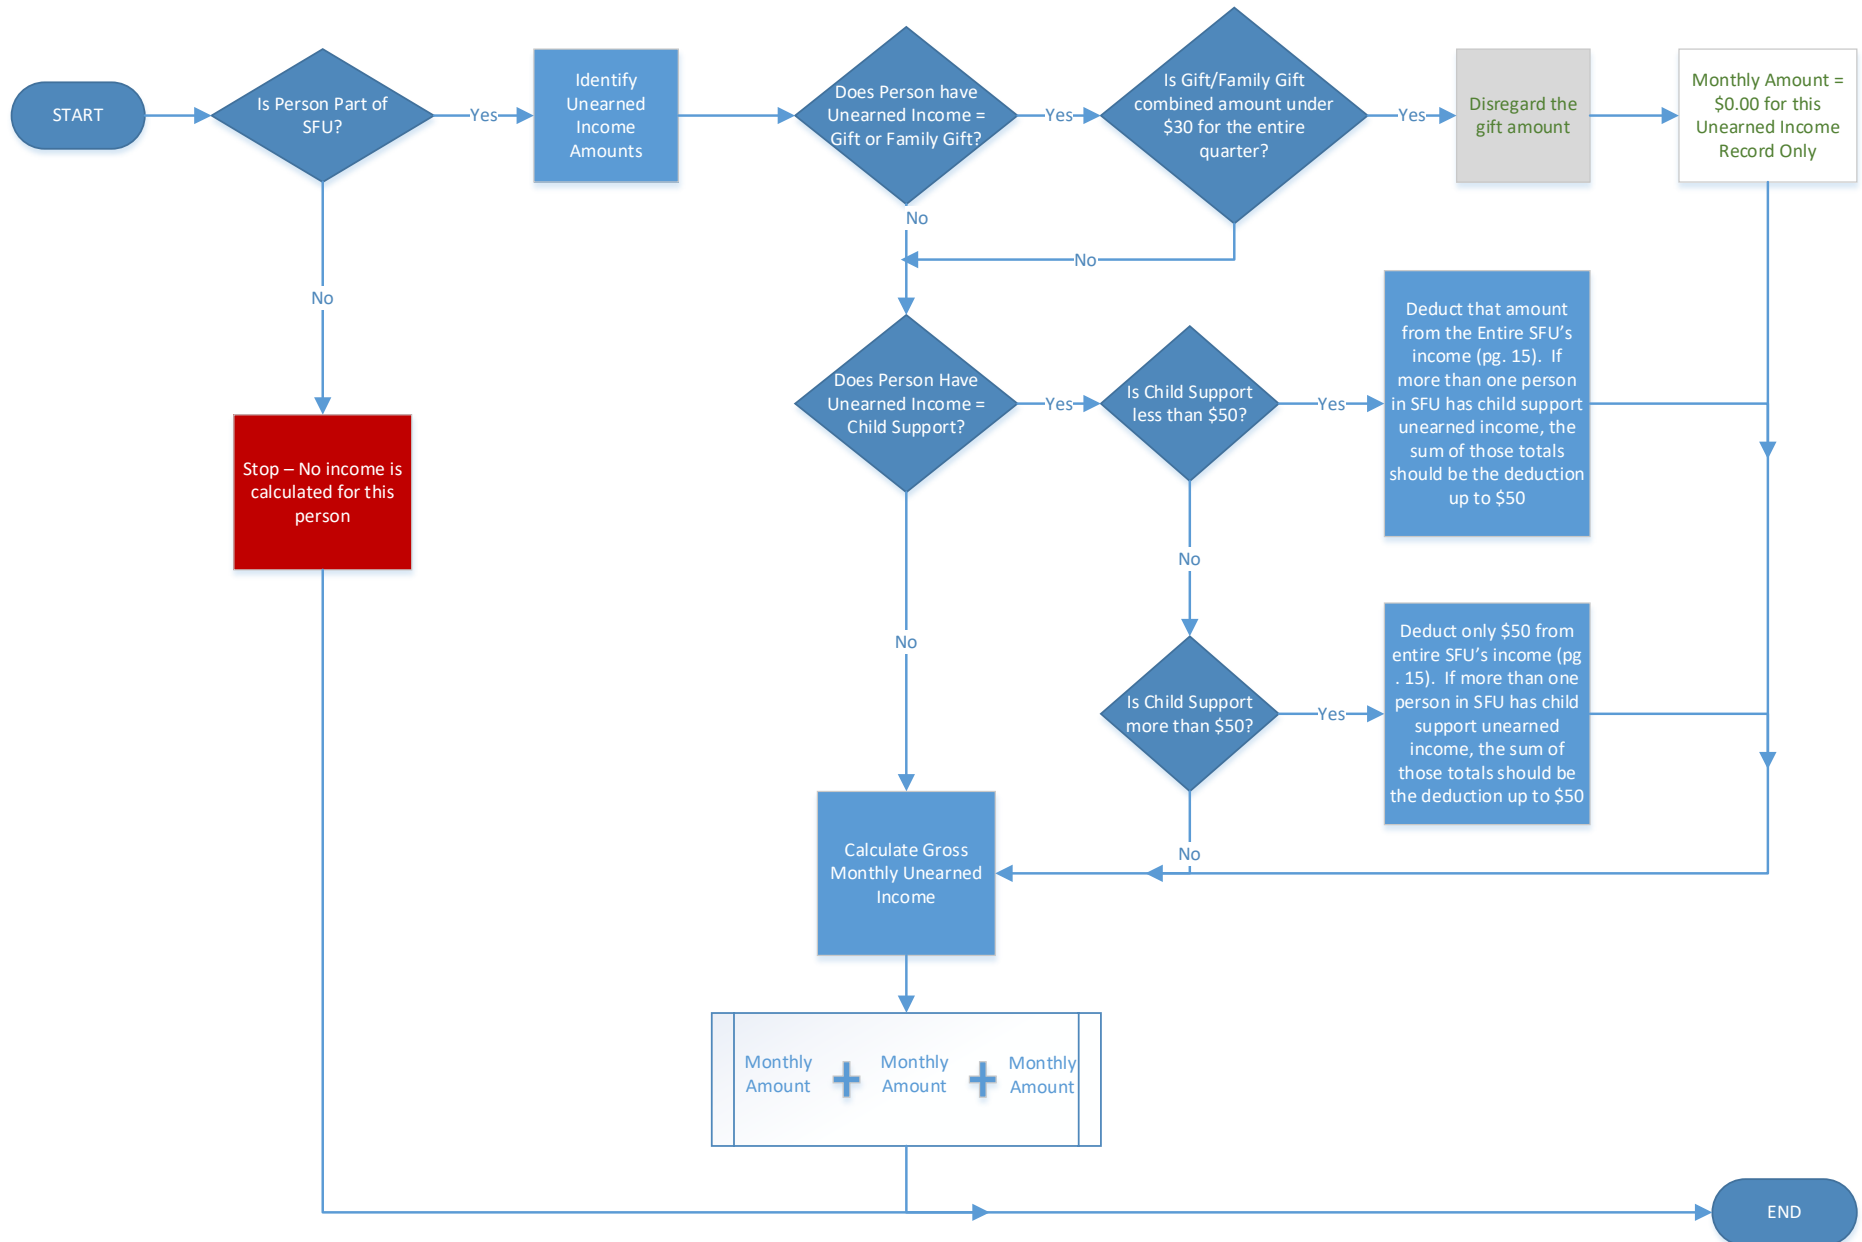 START
Is Person Part of
SFU?
Yes
Identify
Unearned
Income
Amounts
Does Person have
Unearned Income =
Gift or Family Gift?
Yes
Is Gift/Family Gift
combined amount under
$30 for the entire
quarter?
Yes
Disregard the
gift amount
Monthly Amount =
$0.00 for this
Unearned Income
Record Only
No
No
No
Does Person Have
Unearned Income =
Child Support?
Yes
Is Child Support
less than $50?
Yes
Deduct that amount
from the Entire SFU's
income (pg. 15).  If
more than one person
in SFU has child support
unearned income, the
sum of those totals
should be the deduction
up to $50
Stop – No income is
calculated for this
person
No
No
Is Child Support
more than $50?
Yes
Deduct only $50 from
entire SFU's income (pg
. 15).  If more than one
person in SFU has child
support unearned
income, the sum of
those totals should be
the deduction up to $50
No
Calculate Gross
Monthly Unearned
Income
Monthly
Amount
+
Monthly
Amount
+
Monthly
Amount
END